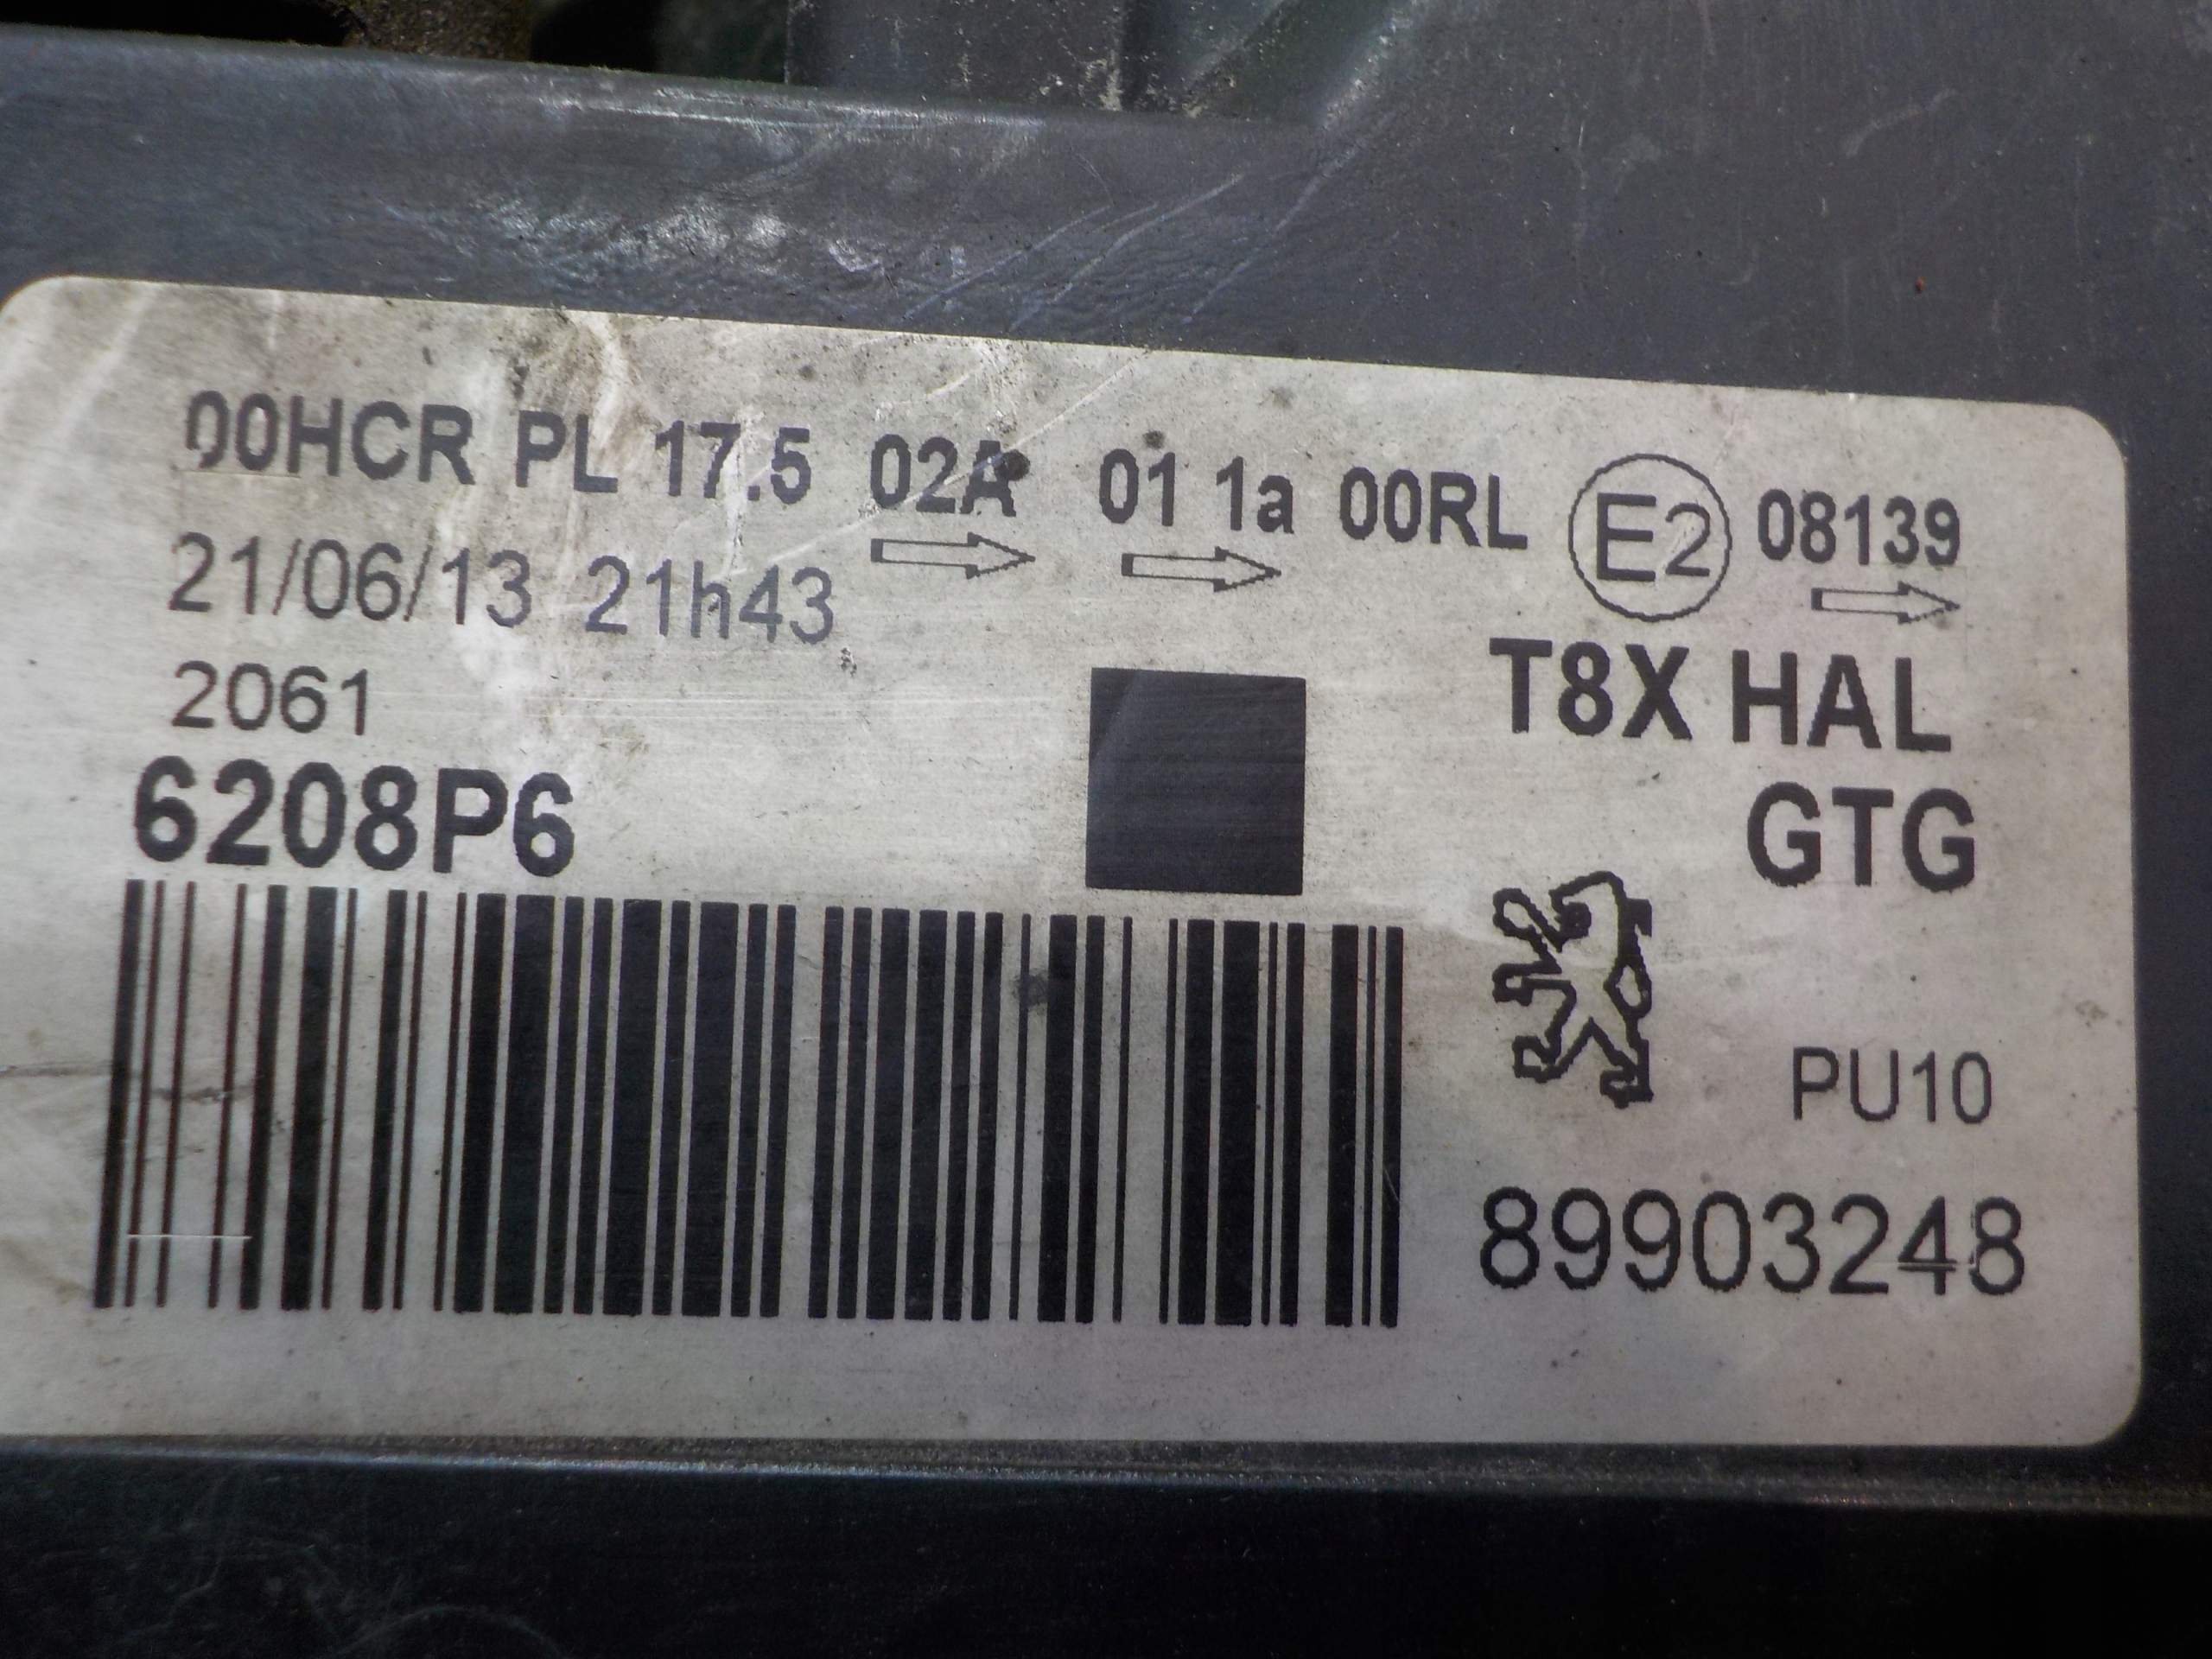 00HCR PL 17.5 02A 01 1a 00RL E2 08139
21/06/13 21h43
2061
6208P6
T8X HAL
GTG
PU10
89903248